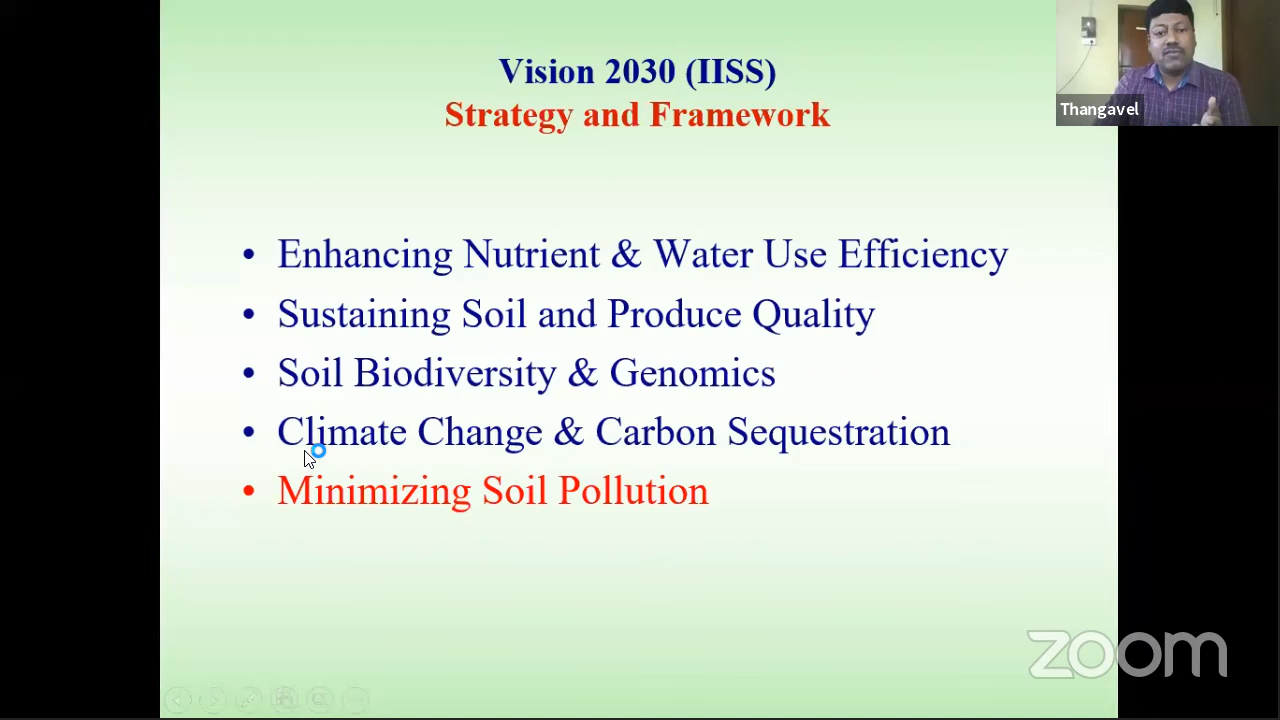 Vision 2030 (IISS)
Strategy and Framework
Thangavel
• Enhancing Nutrient & Water Use Efficiency
• Sustaining Soil and Produce Quality
• Soil Biodiversity & Genomics
• Climate Change & Carbon Sequestration
• Minimizing Soil Pollution
zoom